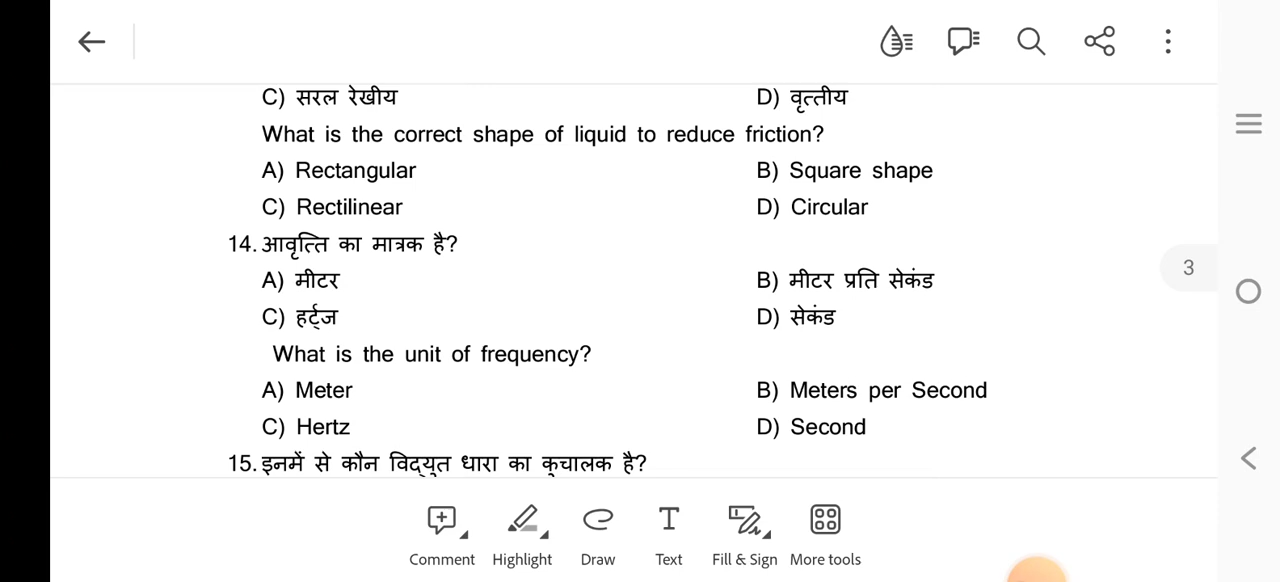 C) सरल रेखीय D) वृत्तीय
What is the correct shape of liquid to reduce friction?
A) Rectangular B) Square shape
C) Rectilinear D) Circular
14. आवृत्ति का मात्रक है?
A) मीटर B) मीटर प्रति सेकंड
C) हर्ट्ज D) सेकंड
What is the unit of frequency?
A) Meter B) Meters per Second
C) Hertz D) Second
15. इनमें से कौन विद्युत धारा का कुचालक है?
3
Comment Highlight Draw Text Fill & Sign More tools